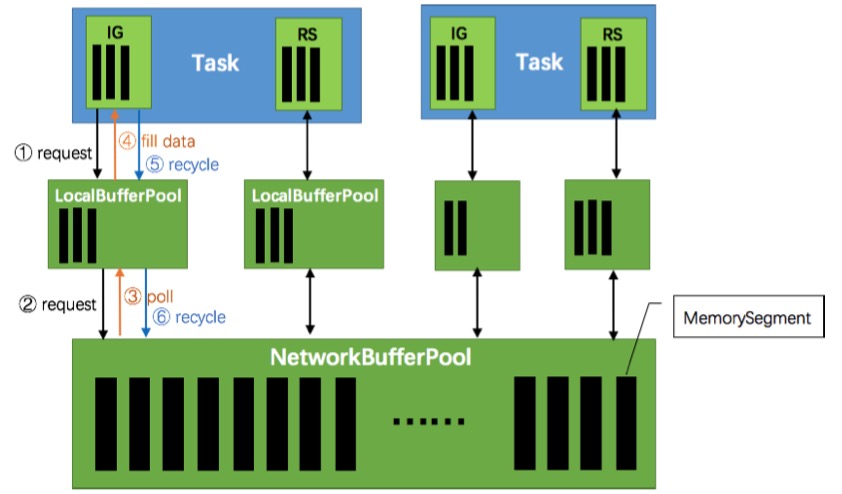 IG
RS
Task
IG
RS
Task
① request
④ fill data
⑤ recycle
LocalBufferPool
LocalBufferPool
② request
③ poll
⑥ recycle
MemorySegment
NetworkBufferPool
······